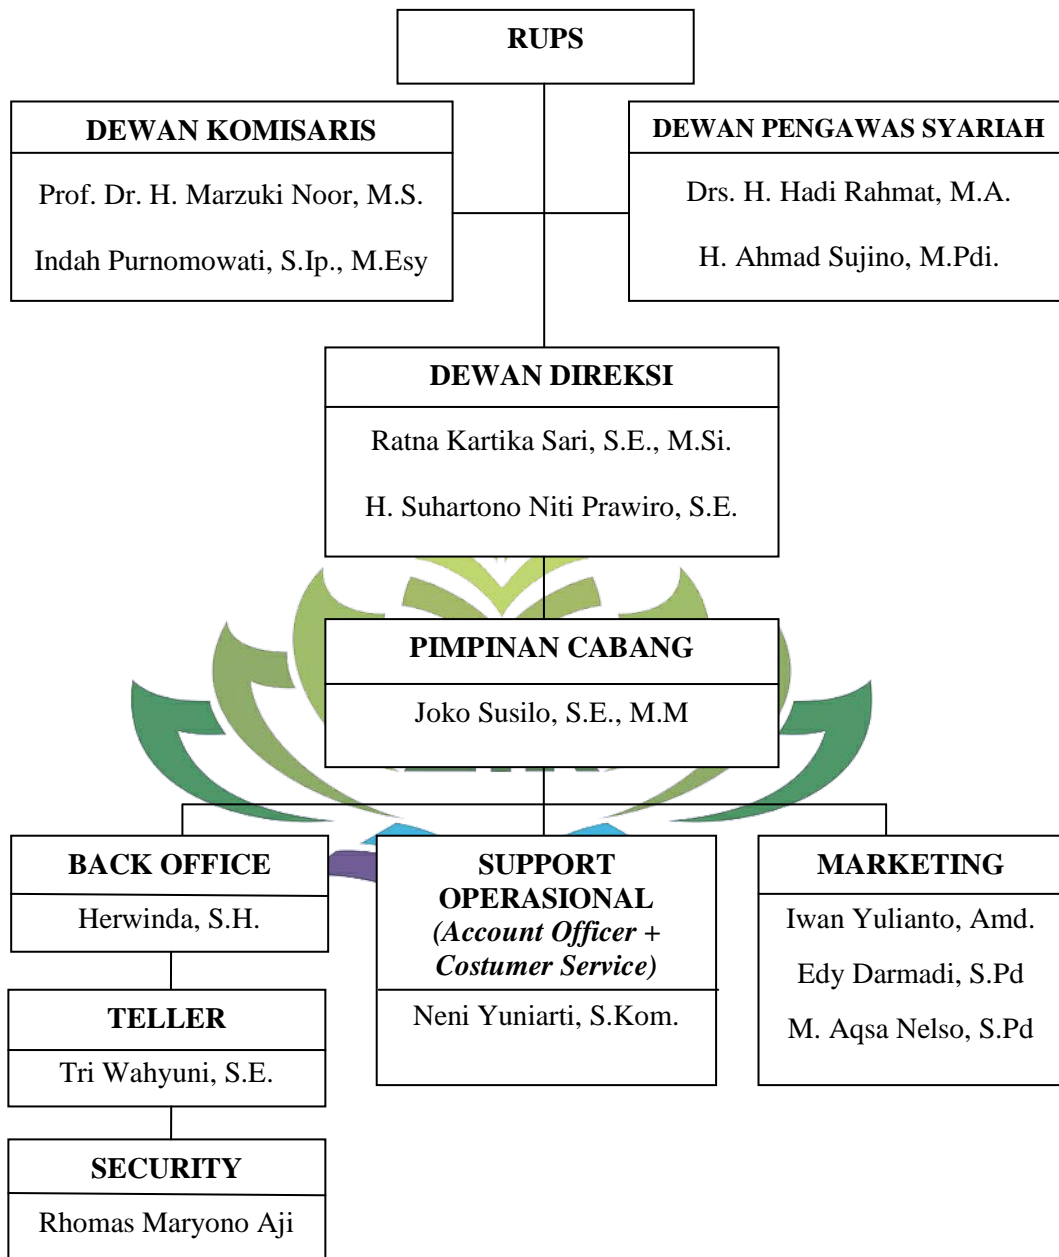 RUPS
DEWAN KOMISARIS
Prof. Dr. H. Marzuki Noor, M.S.
Indah Purnomowati, S.Ip., M.Esy
DEWAN PENGAWAS SYARIAH
Drs. H. Hadi Rahmat, M.A.
H. Ahmad Sujino, M.Pdi.
DEWAN DIREKSI
Ratna Kartika Sari, S.E., M.Si.
H. Suhartono Niti Prawiro, S.E.
PIMPINAN CABANG
Joko Susilo, S.E., M.M
BACK OFFICE
Herwinda, S.H.
TELLER
Tri Wahyuni, S.E.
SECURITY
Rhomas Maryono Aji
SUPPORT
OPERASIONAL
(Account Officer +
Costumer Service)
Neni Yuniarti, S.Kom.
MARKETING
Iwan Yulianto, Amd.
Edy Darmadi, S.Pd
M. Aqsa Nelso, S.Pd